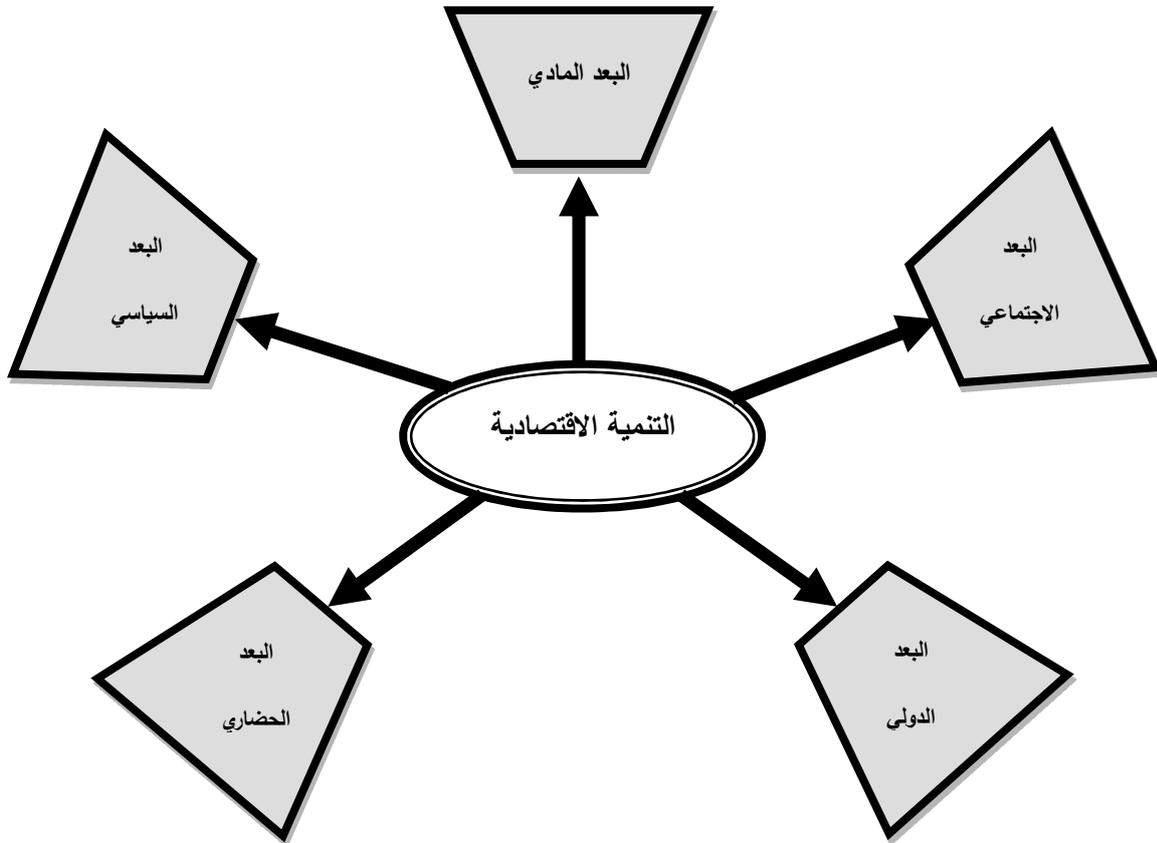 البعد المادي
البعد
الاجتماعي
البعد
السياسي
التنمية الاقتصادية
البعد
الدولي
البعد
الحضاري